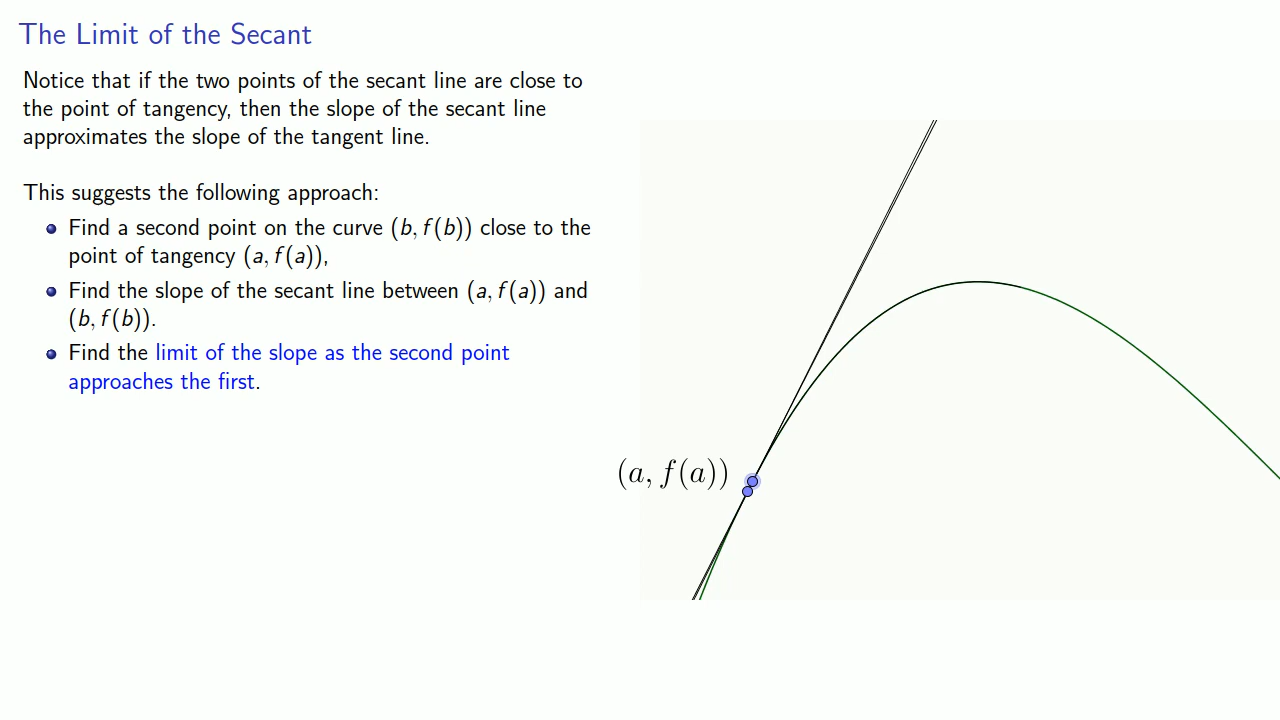 The Limit of the Secant
Notice that if the two points of the secant line are close to
the point of tangency, then the slope of the secant line
approximates the slope of the tangent line.
This suggests the following approach:
Find a second point on the curve (b, f(b)) close to the
point of tangency (a, f(a)),
Find the slope of the secant line between (a, f(a)) and
(b, f(b)).
Find the limit of the slope as the second point
approaches the first.
(a, f(a))